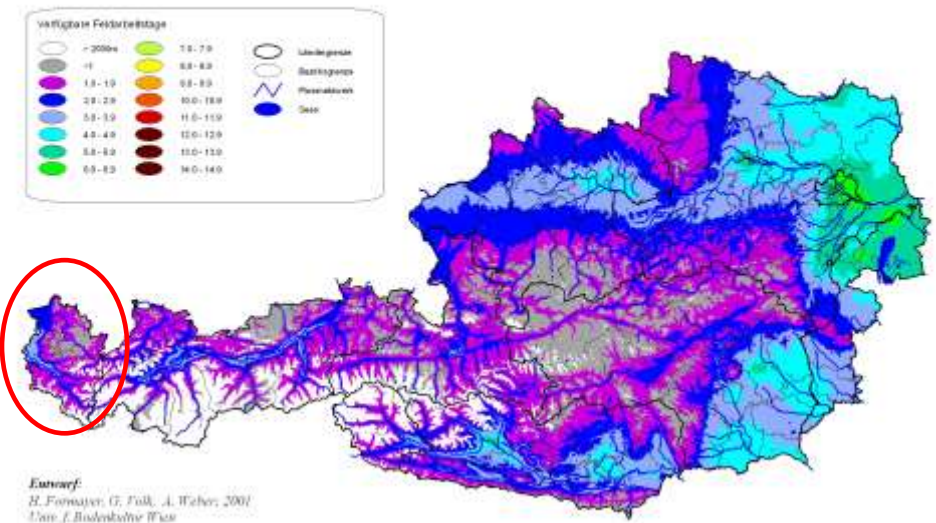 verfügbare Feldarbeitstage
> 2000m
<1
1.0 - 1.9
2.0 - 2.9
3.0 - 3.9
4.0 - 4.9
5.0 - 5.9
6.0 - 6.9
7.0 - 7.9
8.0 - 8.9
9.0 - 9.9
10.0 - 10.9
11.0 - 11.9
12.0 - 12.9
13.0 - 13.9
14.0 - 14.9
Ländergrenze
Bezirksgrenze
Flussnetzwerk
Seen
Entwurf:
H. Formayer, G. Volk, A. Weber, 2001
Univ. f. Bodenkultur Wien